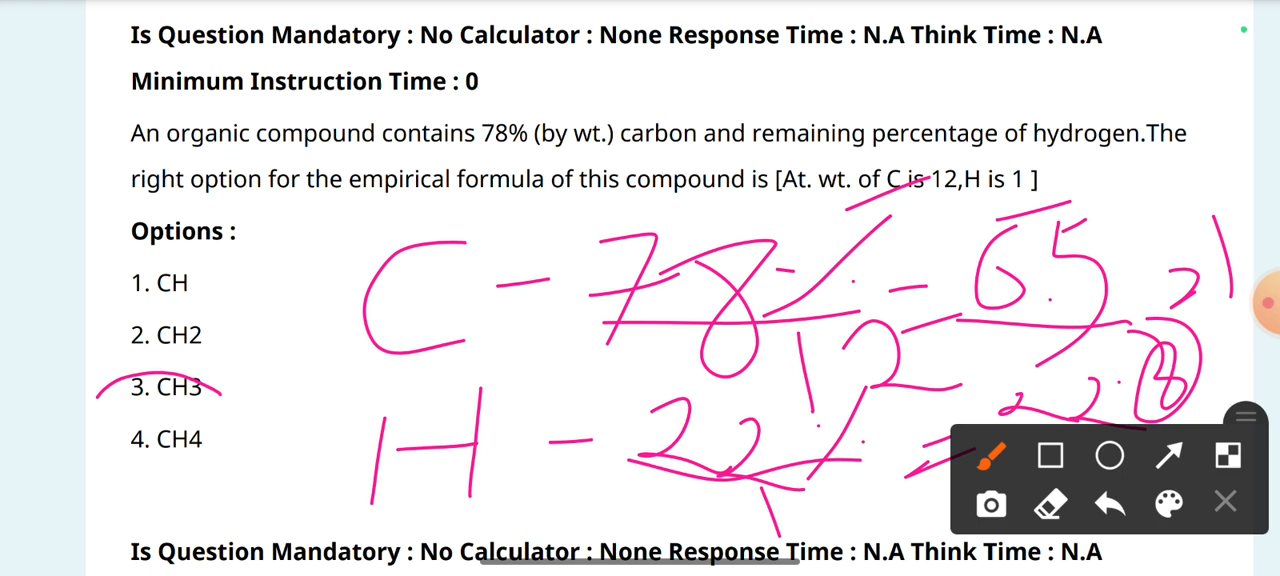 Is Question Mandatory : No Calculator : None Response Time : N.A Think Time : N.A
Minimum Instruction Time : 0
An organic compound contains 78% (by wt.) carbon and remaining percentage of hydrogen.The
right option for the empirical formula of this compound is [At. wt. of C is 12,H is 1 ]
Options :
1. CH
2. CH2
3. CH3
4. CH4
C - 78%
12
6.5
H - 22%
1
Is Question Mandatory : No Calculator : None Response Time : N.A Think Time : N.A